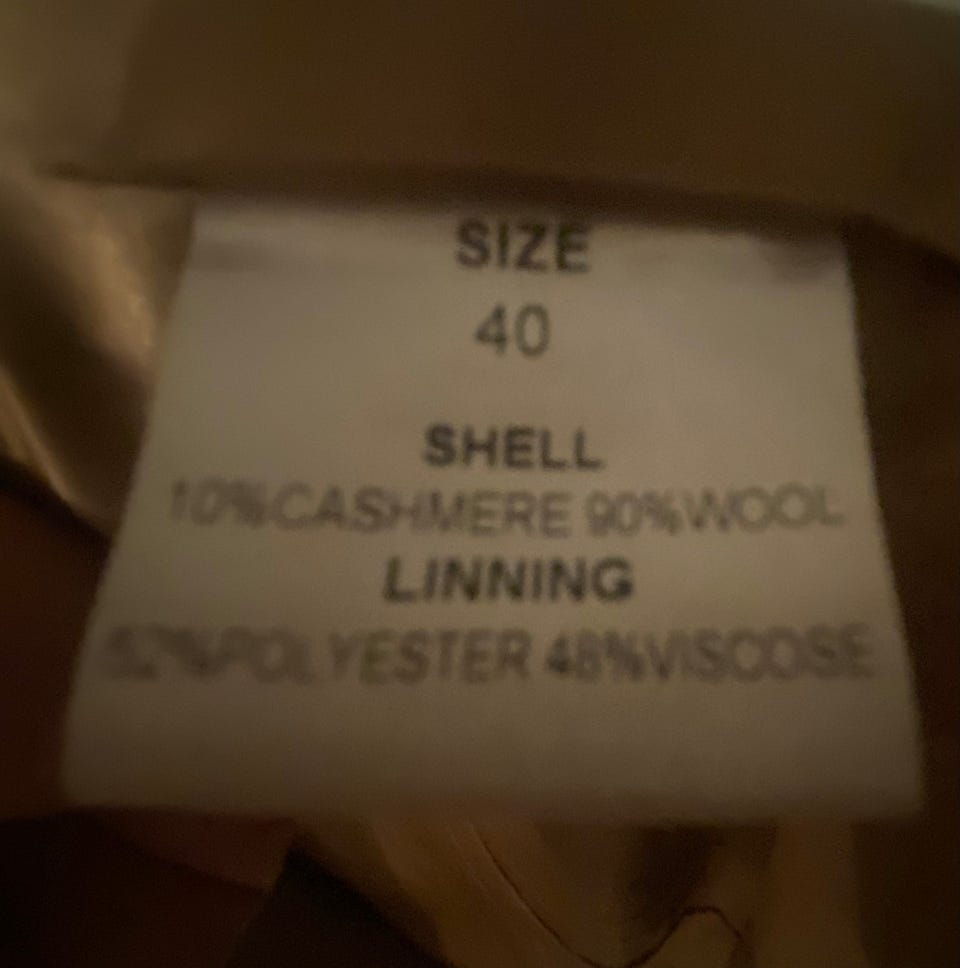 SIZE
40
SHELL
10%CASHMERE 90%WOOL
LINNING
52%POLYESTER 48%VISCOSE